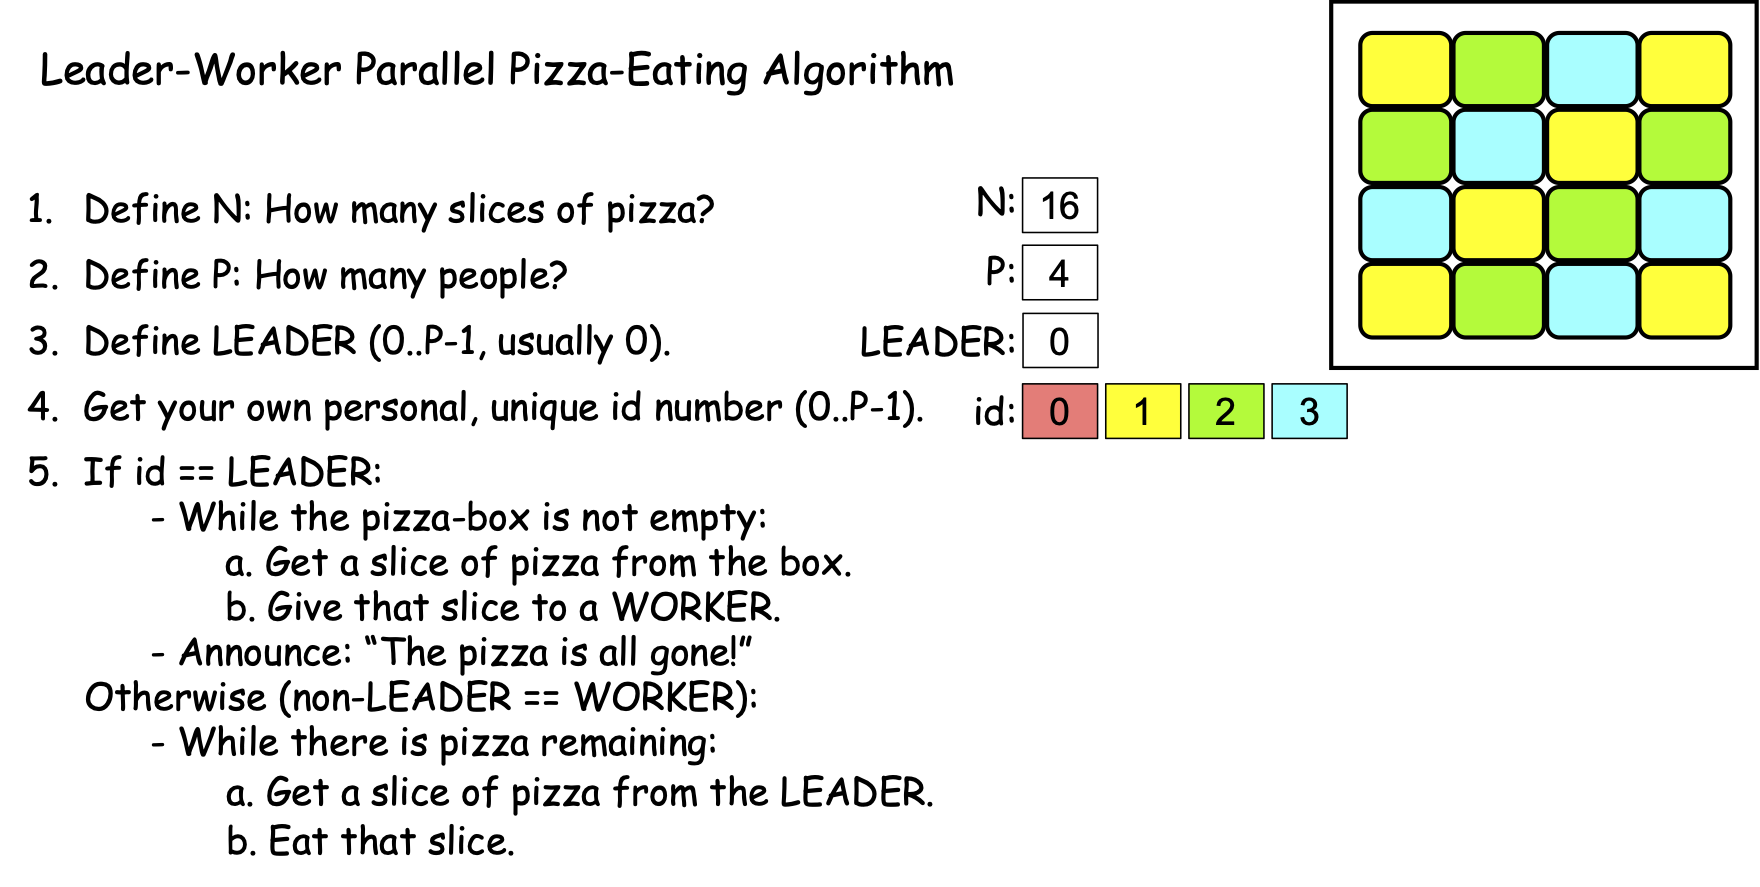 Leader-Worker Parallel Pizza-Eating Algorithm
1. Define N: How many slices of pizza? N: 16
2. Define P: How many people? P: 4
3. Define LEADER (0..P-1, usually 0). LEADER: 0
4. Get your own personal, unique id number (0..P-1). id: 0 1 2 3
5. If id == LEADER:
- While the pizza-box is not empty:
a. Get a slice of pizza from the box.
b. Give that slice to a WORKER.
- Announce: “The pizza is all gone!”
Otherwise (non-LEADER == WORKER):
- While there is pizza remaining:
a. Get a slice of pizza from the LEADER.
b. Eat that slice.